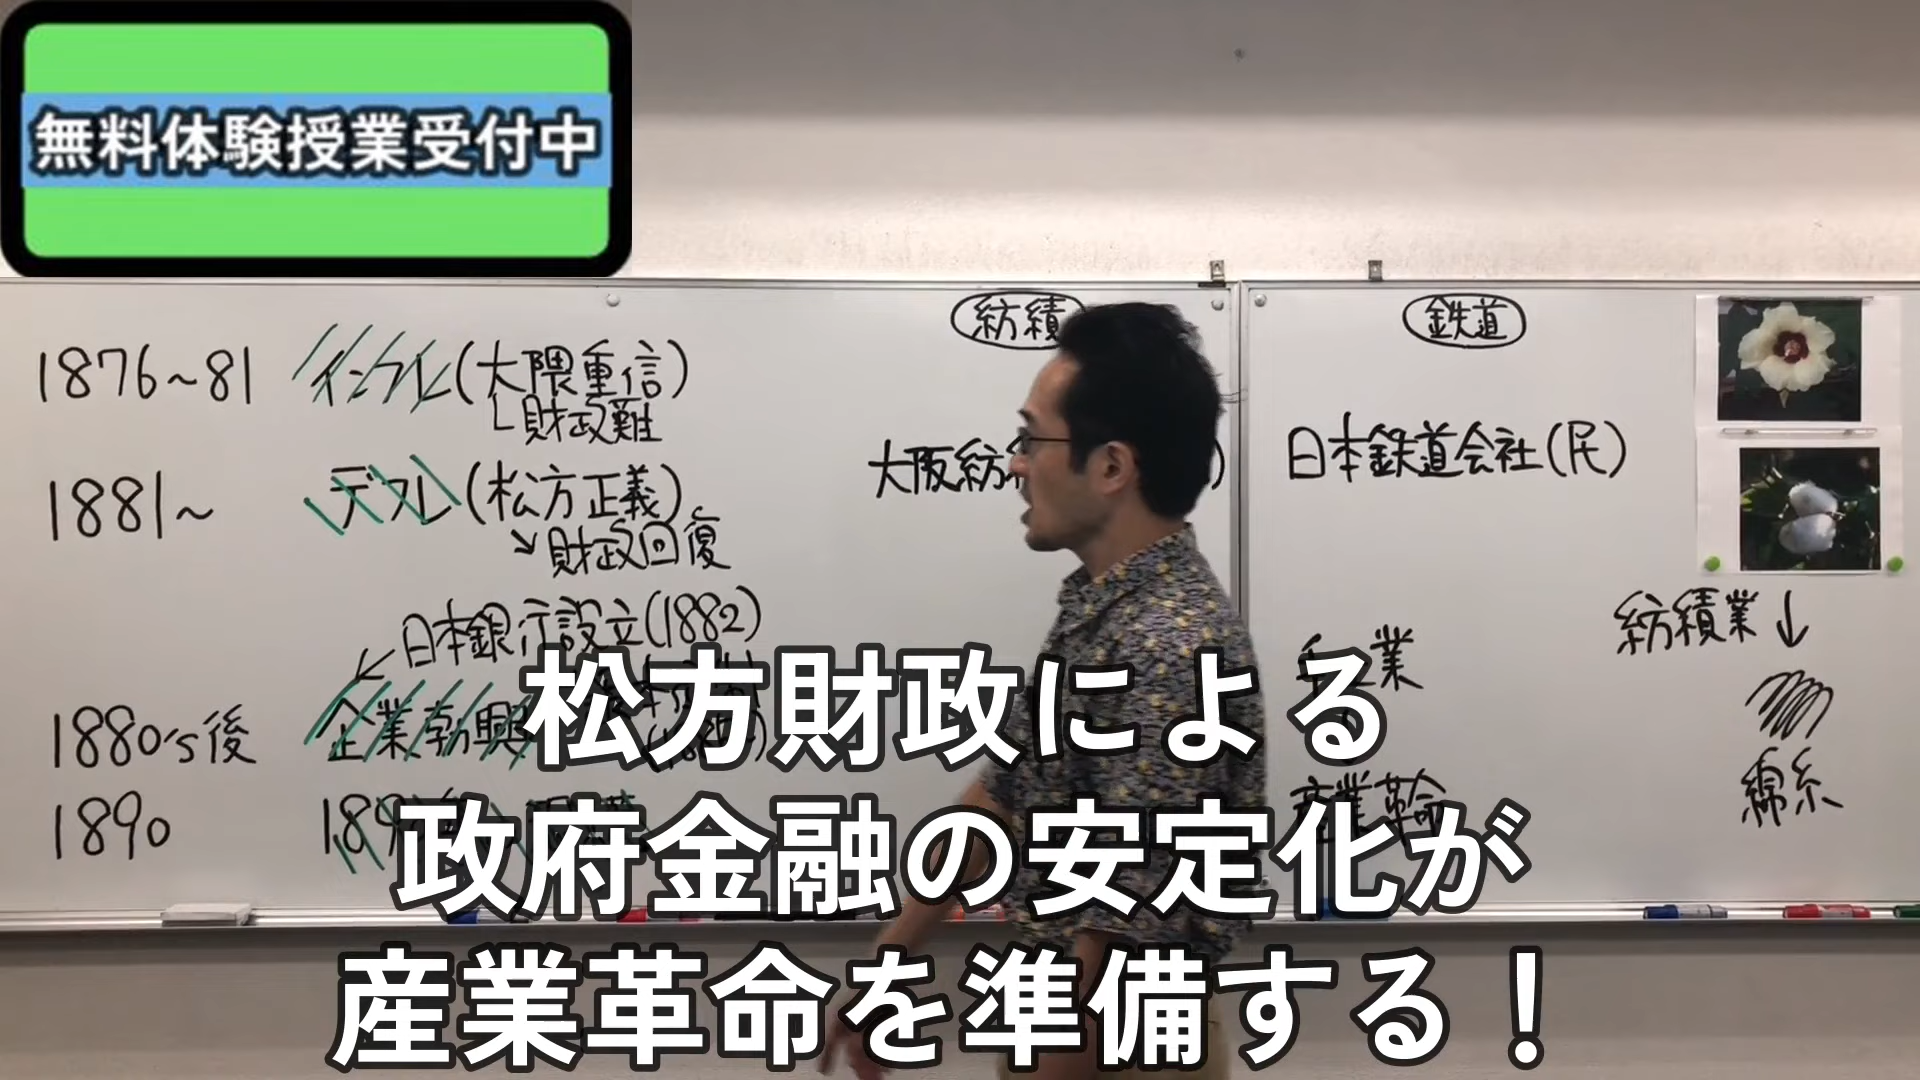 無料体験授業受付中
1876~81 インフレ(大隈重信)
└財政難
1881~ デフレ(松方正義)
↘財政回復
↙日本銀行設立(1882)
1880's後 企業勃興
1890
紡績
大阪紡
鉄道
日本鉄道会社(民)
紡績業↓
綿糸
産業革命
松方財政による
政府金融の安定化が
産業革命を準備する!